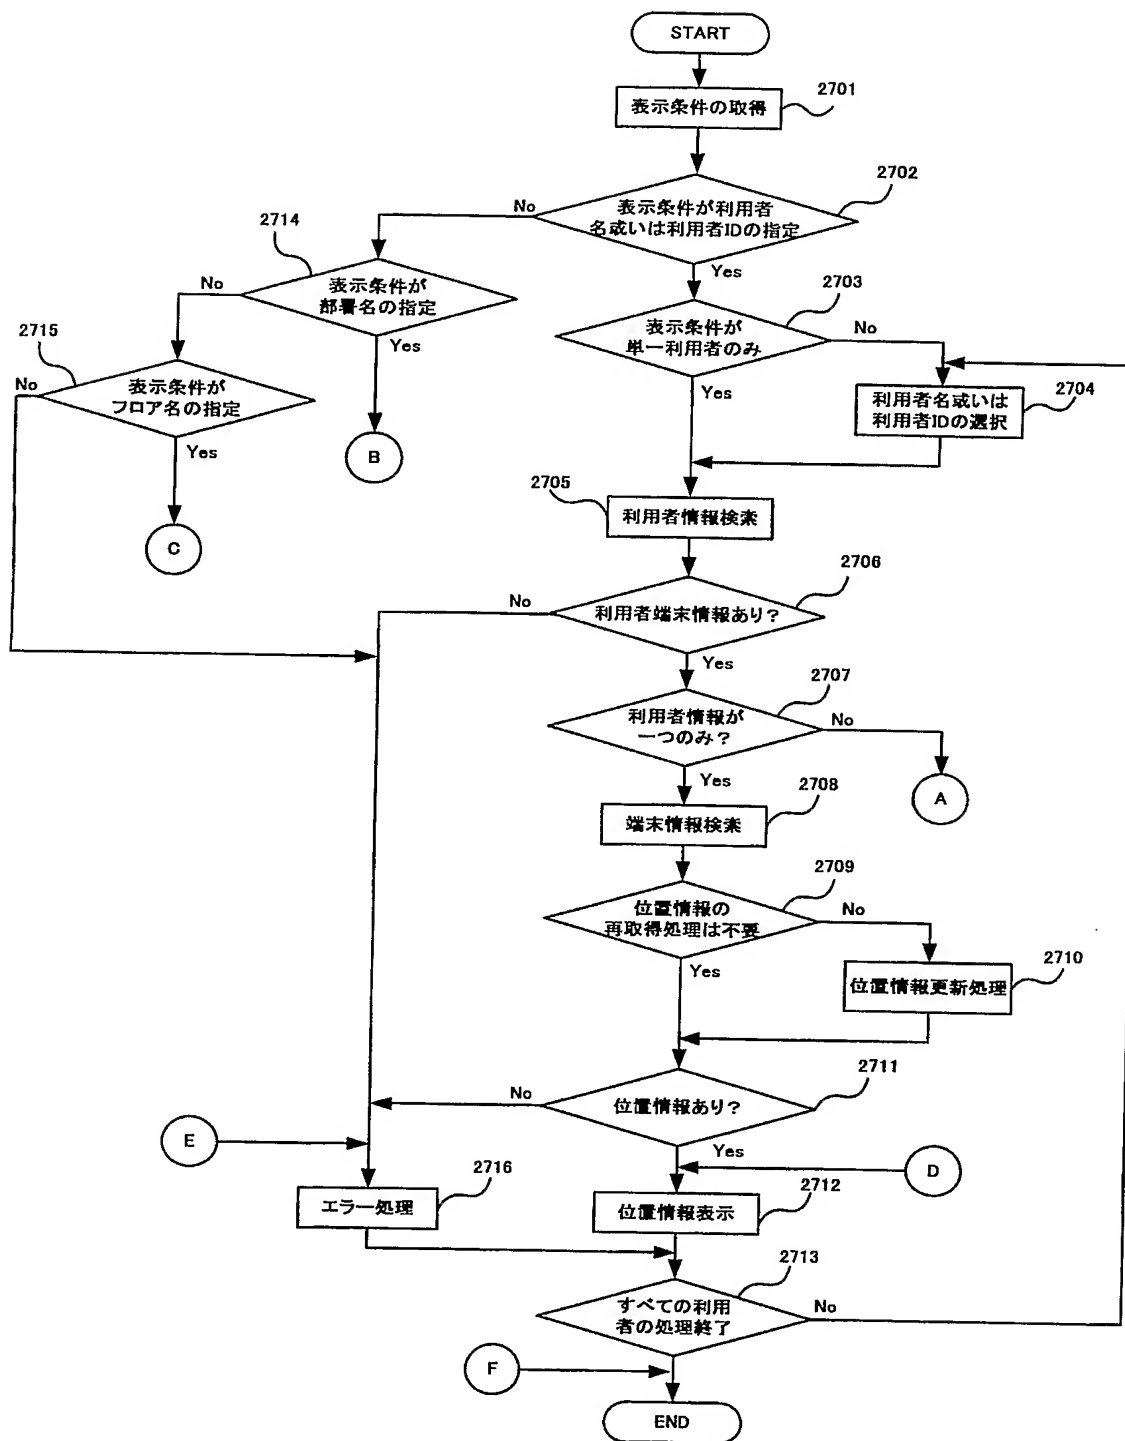 START
表示条件の取得
2701
表示条件が利用者
名或いは利用者IDの指定
2702
No
Yes
2714
表示条件が
部署名の指定
No
Yes
表示条件が
単一利用者のみ
2703
No
Yes
2715
表示条件が
フロア名の指定
No
Yes
利用者名或いは
利用者IDの選択
2704
B
C
2705
利用者情報検索
2706
利用者端末情報あり?
No
Yes
2707
利用者情報が
一つのみ?
No
Yes
A
2708
端末情報検索
2709
位置情報の
再取得処理は不要
No
Yes
2710
位置情報更新処理
2711
位置情報あり?
No
Yes
E
D
2716
エラー処理
2712
位置情報表示
2713
すべての利用
者の処理終了
No
F
END